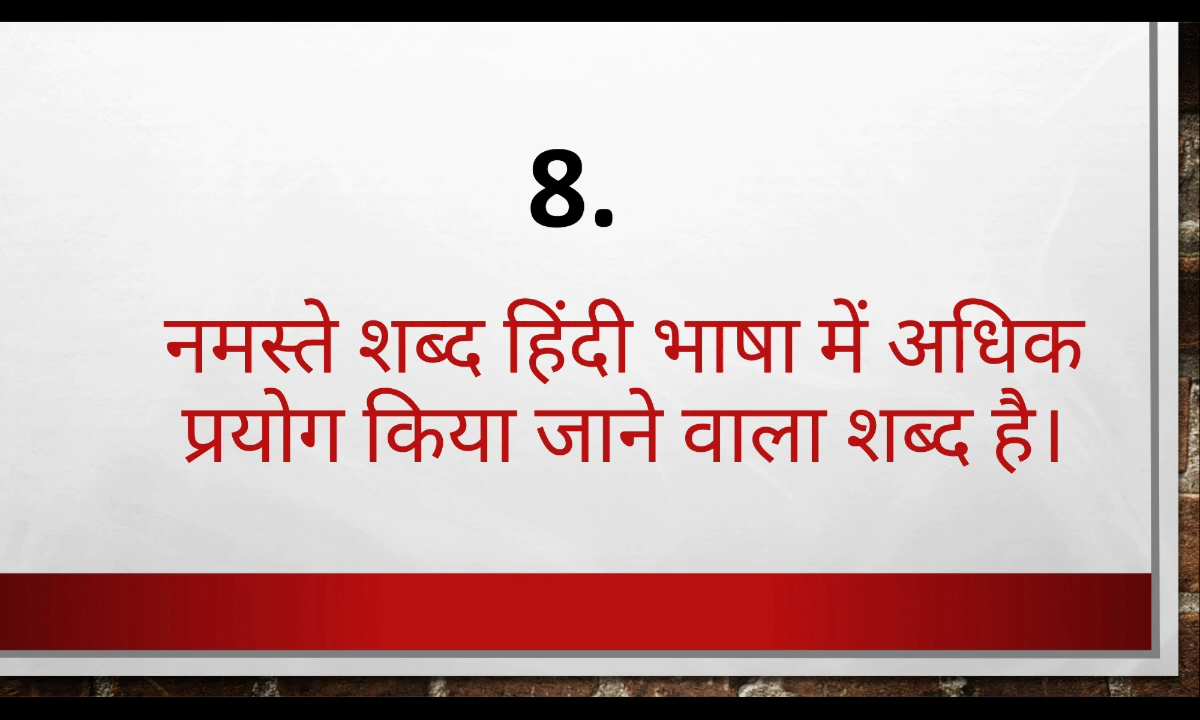 8.
नमस्ते शब्द हिंदी भाषा में अधिक
प्रयोग किया जाने वाला शब्द है।